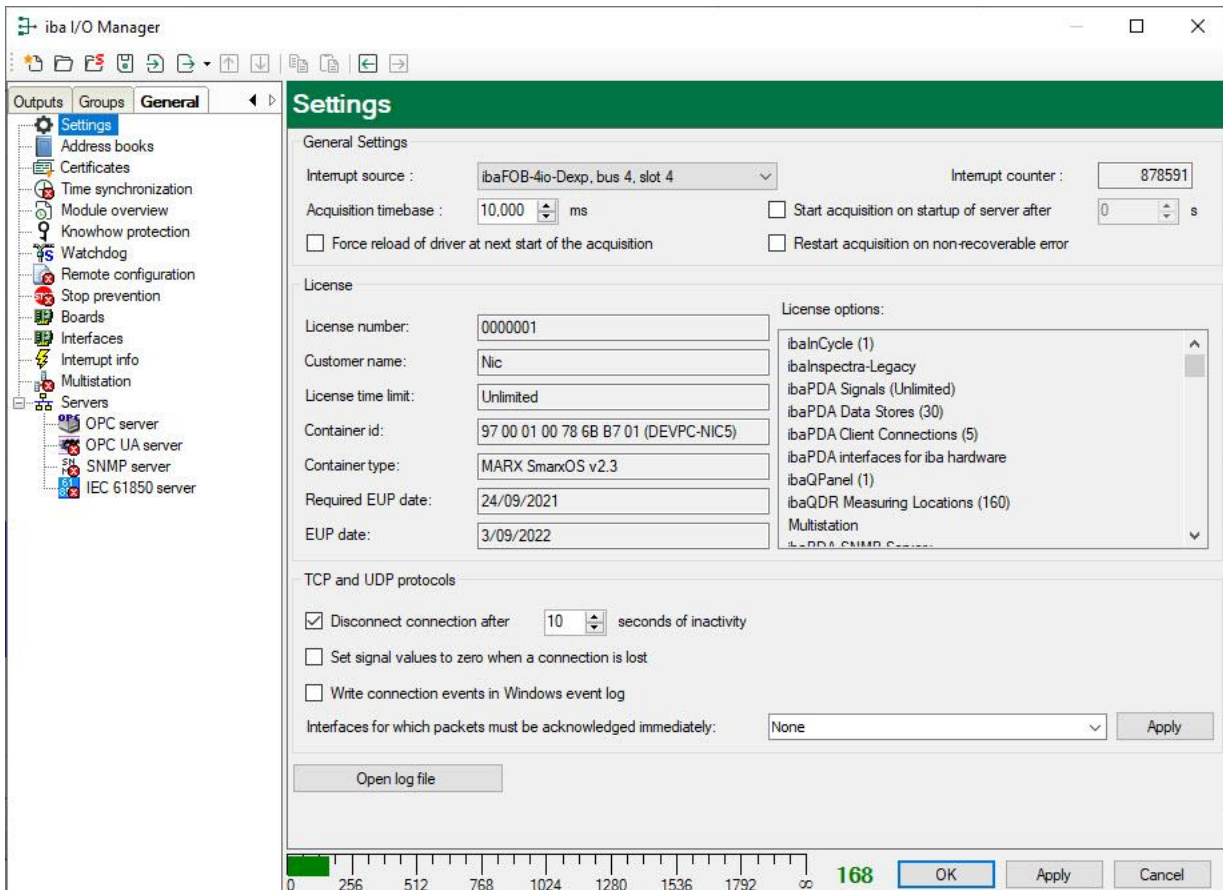 iba I/O Manager
Outputs Groups General
Settings
Address books
Certificates
Time synchronization
Module overview
Knowhow protection
Watchdog
Remote configuration
Stop prevention
Boards
Interfaces
Interrupt info
Multistation
Servers
OPC server
OPC UA server
SNMP server
IEC 61850 server
Settings
General Settings
Interrupt source : ibaFOB-4io-Dexp, bus 4, slot 4 Interrupt counter : 878591
Acquisition timebase : 10,000 ms Start acquisition on startup of server after 0 s
Force reload of driver at next start of the acquisition Restart acquisition on non-recoverable error
License
License number: 0000001
Customer name: Nic
License time limit: Unlimited
Container id: 97 00 01 00 78 6B B7 01 (DEVPC-NIC5)
Container type: MARX SmarxOS v2.3
Required EUP date: 24/09/2021
EUP date: 3/09/2022
License options:
ibaInCycle (1)
ibaInspectra-Legacy
ibaPDA Signals (Unlimited)
ibaPDA Data Stores (30)
ibaPDA Client Connections (5)
ibaPDA interfaces for iba hardware
ibaQPanel (1)
ibaQDR Measuring Locations (160)
Multistation
TCP and UDP protocols
Disconnect connection after 10 seconds of inactivity
Set signal values to zero when a connection is lost
Write connection events in Windows event log
Interfaces for which packets must be acknowledged immediately: None Apply
Open log file
0 256 512 768 1024 1280 1536 1792 ∞ 168 OK Apply Cancel